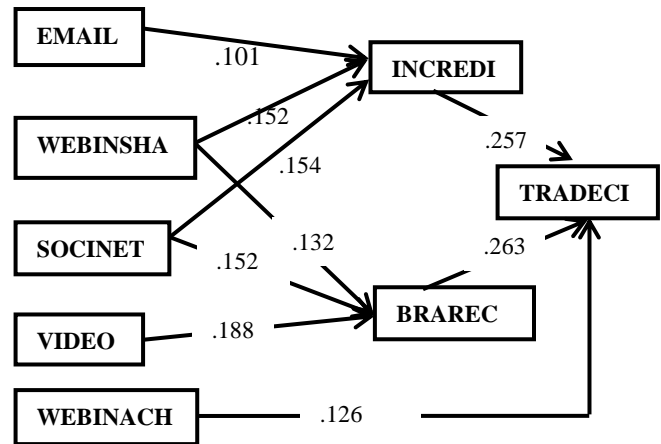 EMAIL
.101
INCREDI
.152
WEBINSHA
.257
.154
TRADECI
SOCINET
.132
.152
.263
BRAREC
VIDEO
.188
WEBINACH
.126